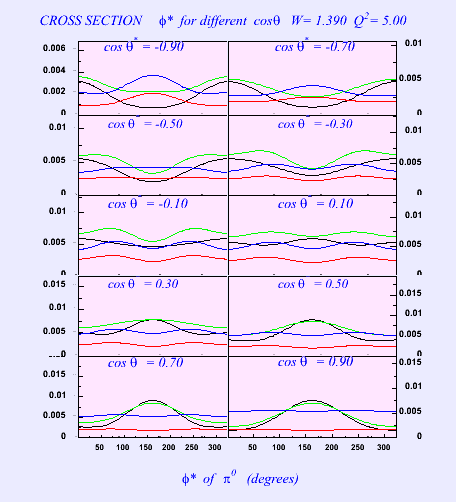 CROSS SECTION ϕ* for different cosθ W= 1.390 Q²= 5.00
cos θ* = -0.90 cos θ* = -0.70
0.006 0.01
0.004
0.005
0.002
0 0
cos θ = -0.50 cos θ = -0.30
0.01 0.01
0.005 0.005
0 0
cos θ = -0.10 cos θ = 0.10
0.01 0.01
0.005 0.005
0 0
cos θ = 0.30 cos θ = 0.50
0.015 0.015
0.01 0.01
0.005 0.005
0 0
cos θ = 0.70 cos θ = 0.90
0.015 0.015
0.01 0.01
0.005 0.005
0 0
50 100 150 200 250 300 50 100 150 200 250 300
ϕ* of π⁰ (degrees)